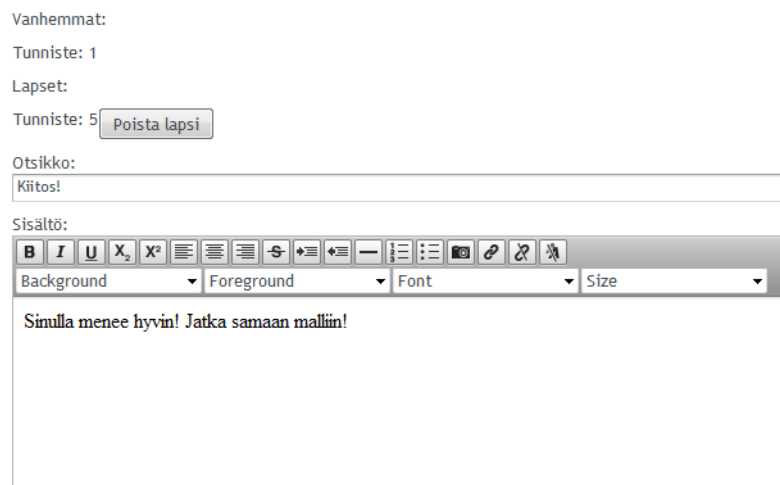 Vanhemmat:
Tunniste: 1
Lapset:
Tunniste: 5 Poista lapsi
Otsikko:
Kiitos!
Sisältö:
B I U X₂ X² S
Background Foreground Font Size
Sinulla menee hyvin! Jatka samaan malliin!